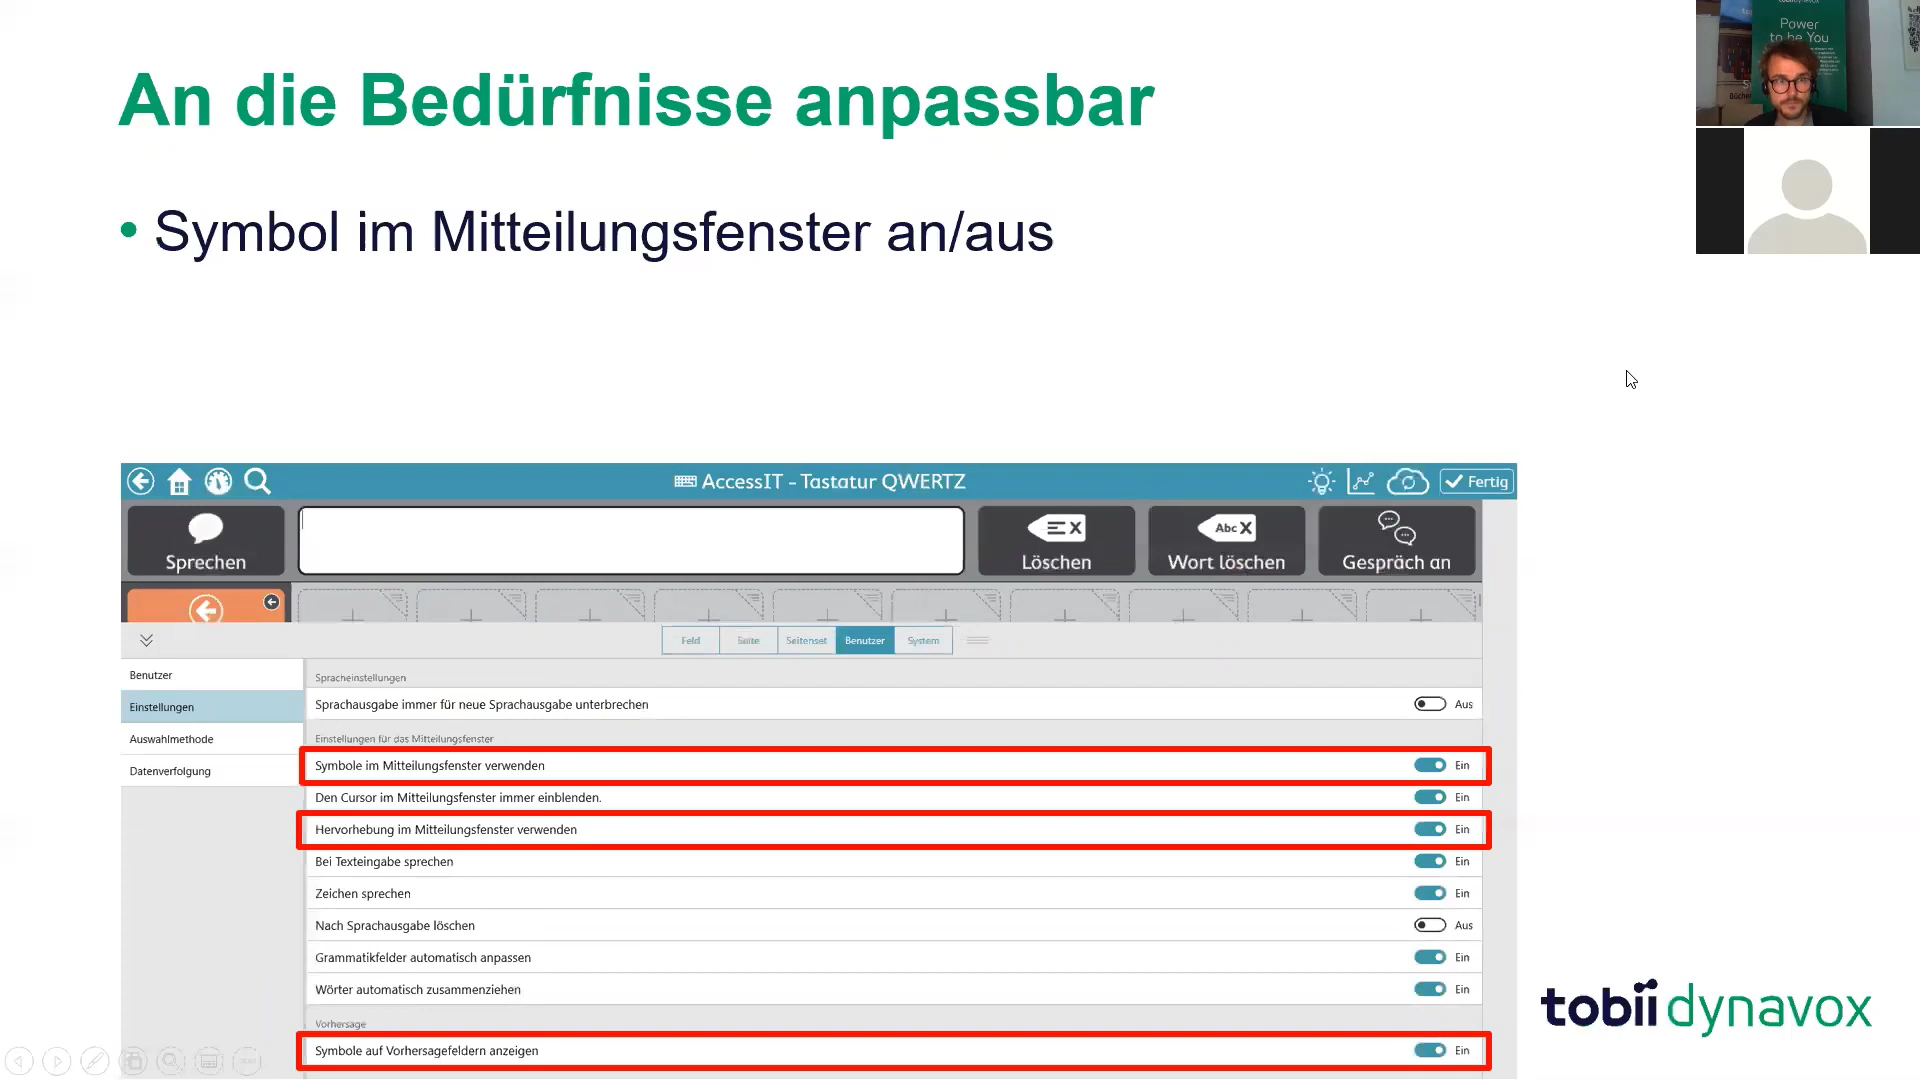 An die Bedürfnisse anpassbar
Power
to be You
• Symbol im Mitteilungsfenster an/aus
AccessIT - Tastatur QWERTZ
Fertig
Sprechen
Löschen
Abc X
Wort löschen
Gespräch an
Feld
Seite
Seitenset
Benutzer
System
Benutzer
Einstellungen
Auswahlmethode
Datenverfolgung
Spracheinstellungen
Sprachausgabe immer für neue Sprachausgabe unterbrechen Aus
Einstellungen für das Mitteilungsfenster
Symbole im Mitteilungsfenster verwenden Ein
Den Cursor im Mitteilungsfenster immer einblenden. Ein
Hervorhebung im Mitteilungsfenster verwenden Ein
Bei Texteingabe sprechen Ein
Zeichen sprechen Ein
Nach Sprachausgabe löschen Aus
Grammatikfelder automatisch anpassen Ein
Wörter automatisch zusammenziehen Ein
Vorhersage
Symbole auf Vorhersagefeldern anzeigen Ein
tobii dynavox